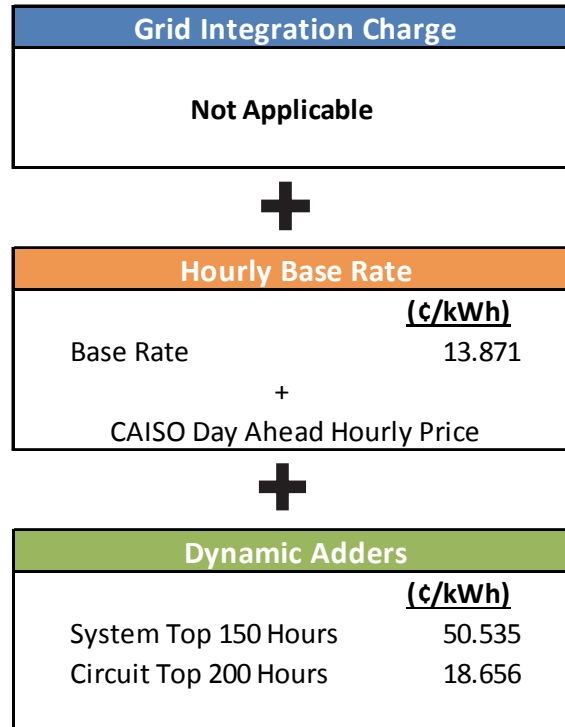 Grid Integration Charge
Not Applicable
+
Hourly Base Rate
(¢/kWh)
Base Rate 13.871
+
CAISO Day Ahead Hourly Price
+
Dynamic Adders
(¢/kWh)
System Top 150 Hours 50.535
Circuit Top 200 Hours 18.656